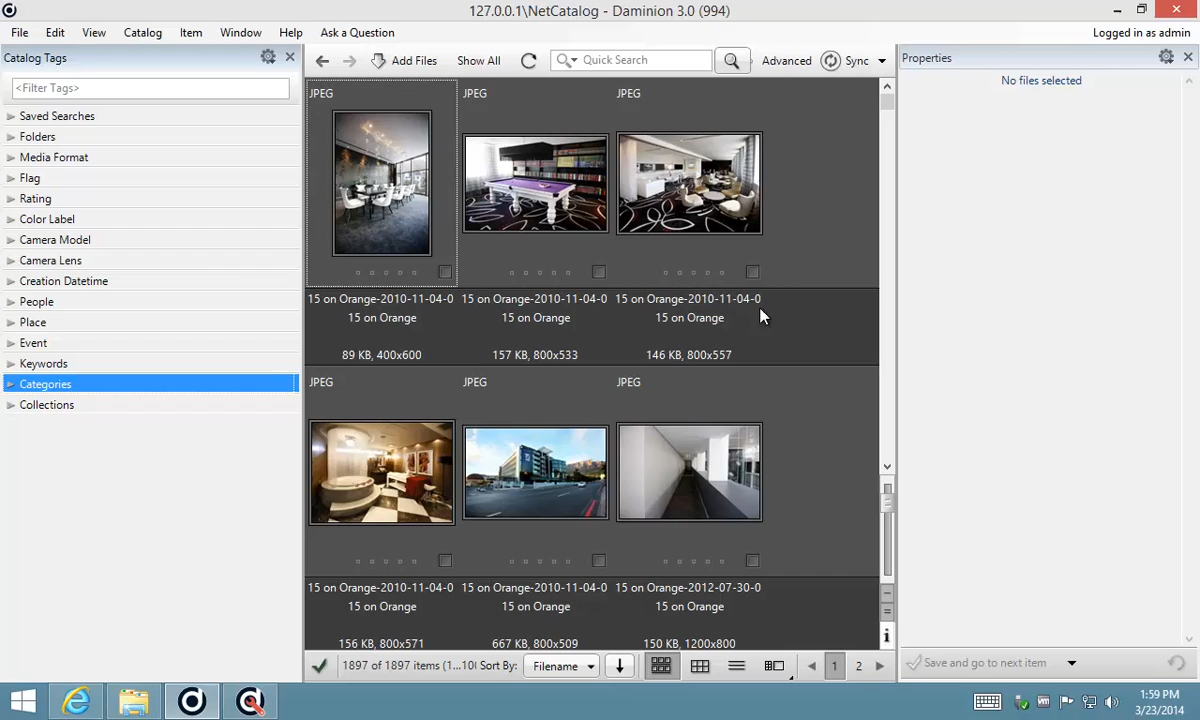 127.0.0.1\NetCatalog - Daminion 3.0 (994)
File Edit View Catalog Item Window Help Ask a Question Logged in as admin
Catalog Tags
<Filter Tags>
Saved Searches
Folders
Media Format
Flag
Rating
Color Label
Camera Model
Camera Lens
Creation Datetime
People
Place
Event
Keywords
Categories
Collections
Add Files Show All Quick Search Advanced Sync
JPEG JPEG JPEG
15 on Orange-2010-11-04-0 15 on Orange-2010-11-04-0 15 on Orange-2010-11-04-0
15 on Orange 15 on Orange 15 on Orange
89 KB, 400x600 157 KB, 800x533 146 KB, 800x557
JPEG JPEG JPEG
15 on Orange-2010-11-04-0 15 on Orange-2010-11-04-0 15 on Orange-2012-07-30-0
15 on Orange 15 on Orange 15 on Orange
156 KB, 800x571 667 KB, 800x509 150 KB, 1200x800
1897 of 1897 items (1...10 Sort By: Filename 1 2
Properties
No files selected
Save and go to next item
1:59 PM
3/23/2014